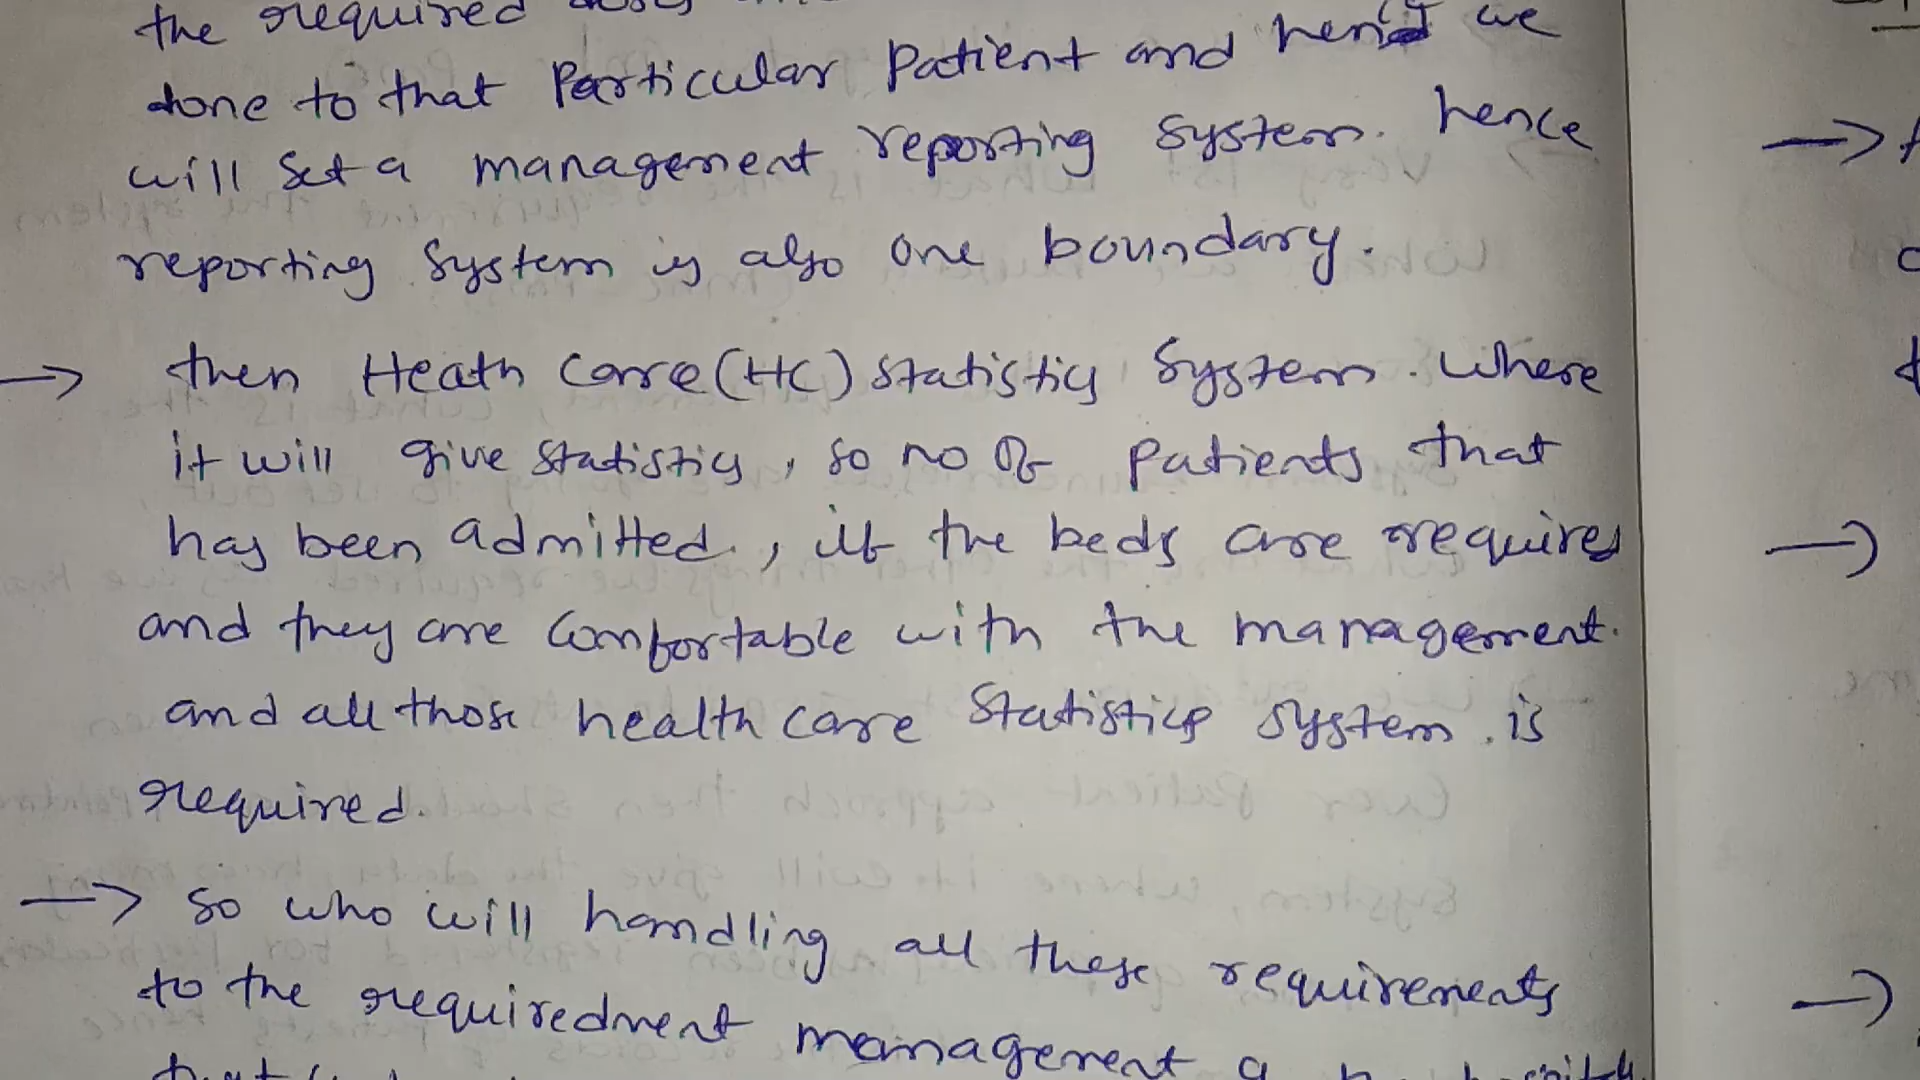 the required
done to that Particular Patient and we
will set a management reporting system. hence
reporting system is also one boundary.
→ then Heath Care (HC) statistics system. Where
it will give statistics, so no of patients that
has been admitted., if the beds are requires
and they are comfortable with the management.
and all those health care statistics system. is
required.
→ so who will handling all these requirements
to the requiredment management a